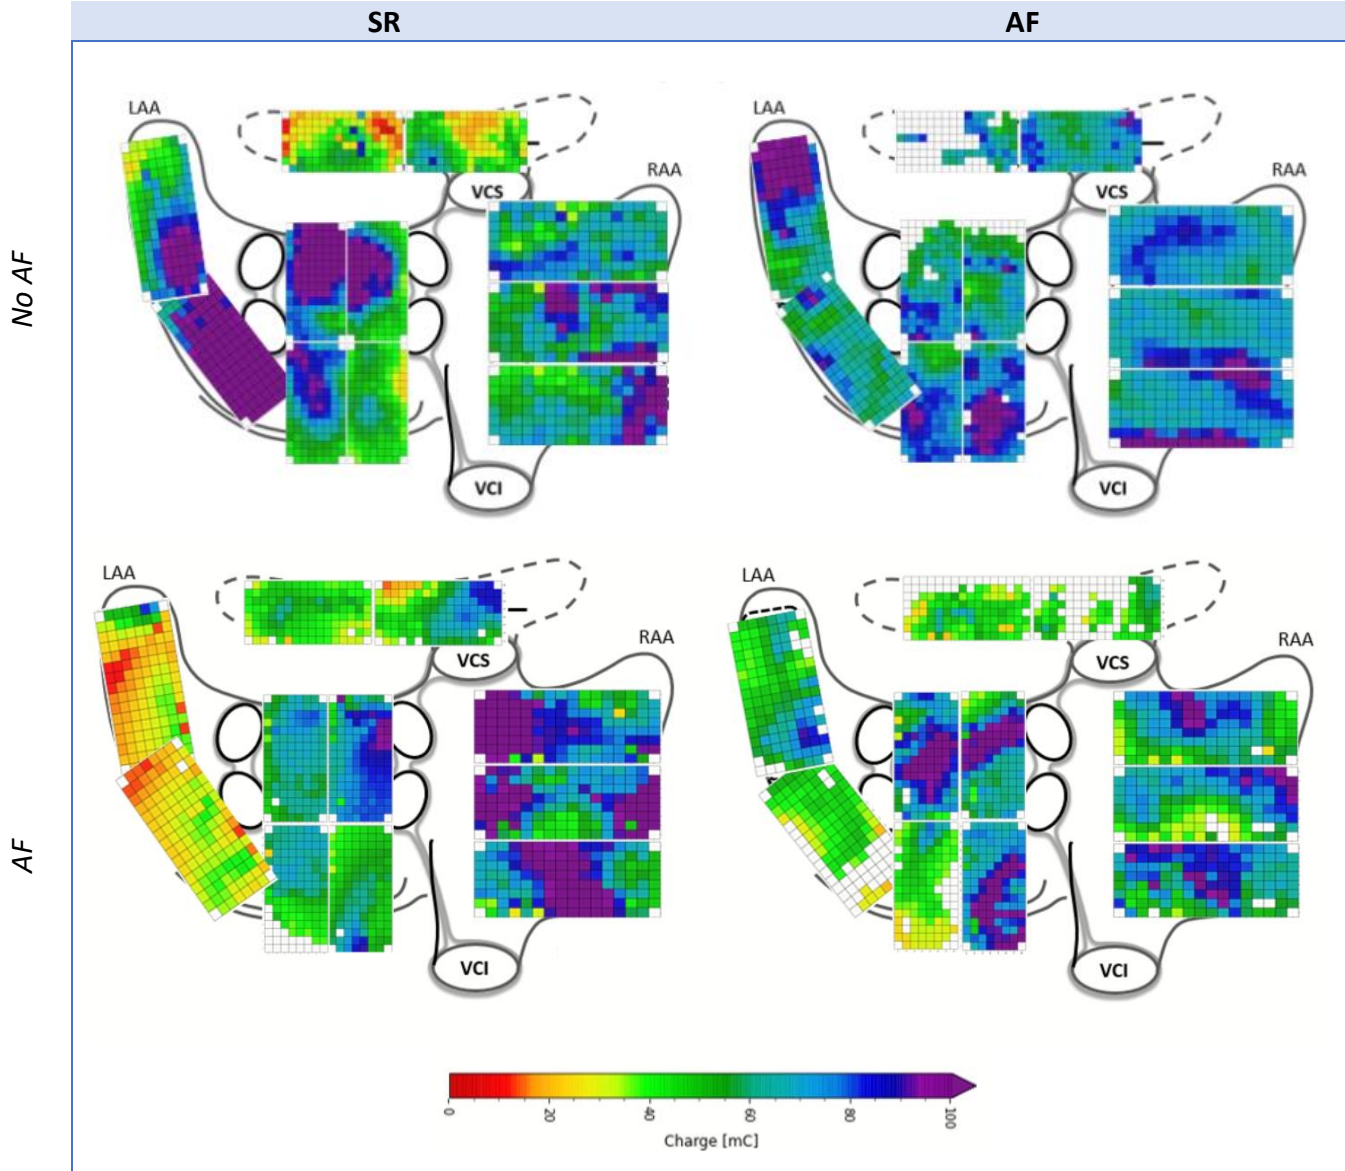 SR AF
No AF
LAA
VCS
RAA
VCI
LAA
VCS
RAA
VCI
AF
LAA
VCS
RAA
VCI
LAA
VCS
RAA
VCI
0 20 40 60 80 100
Charge [mC]